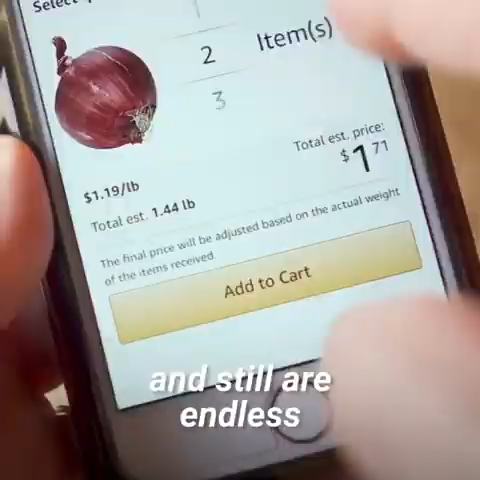 Select
1
2 Item(s)
3
Total est. price:
$1.71
$1.19/lb
Total est. 1.44 lb
The final price will be adjusted based on the actual weight
of the items received
Add to Cart
and still are
endless